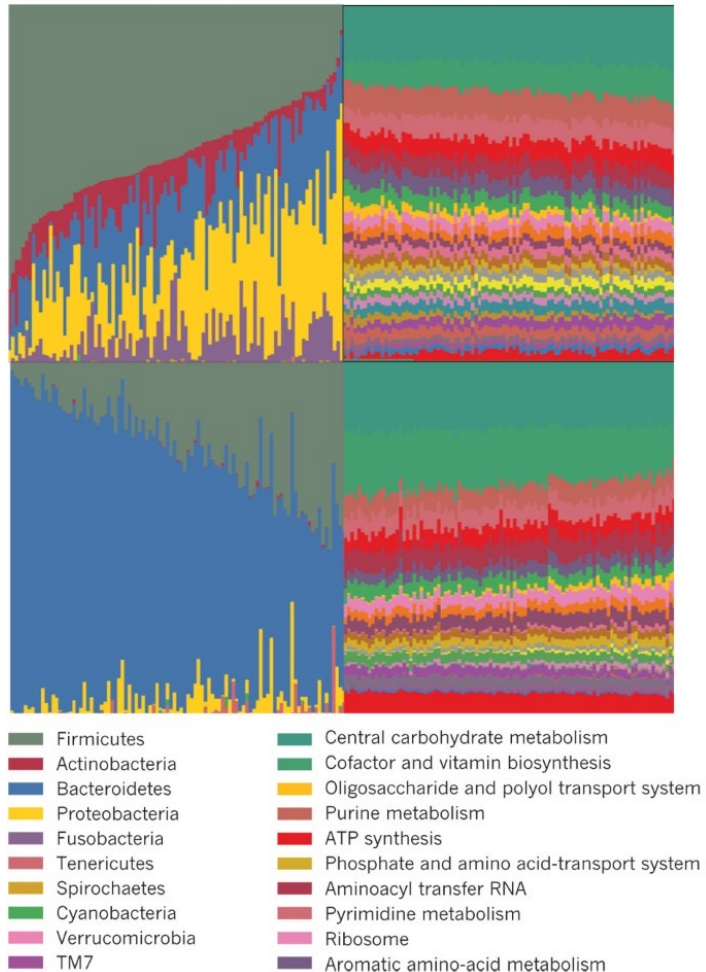 Firmicutes
Actinobacteria
Bacteroidetes
Proteobacteria
Fusobacteria
Tenericutes
Spirochaetes
Cyanobacteria
Verrucomicrobia
TM7
Central carbohydrate metabolism
Cofactor and vitamin biosynthesis
Oligosaccharide and polyol transport system
Purine metabolism
ATP synthesis
Phosphate and amino acid-transport system
Aminoacyl transfer RNA
Pyrimidine metabolism
Ribosome
Aromatic amino-acid metabolism